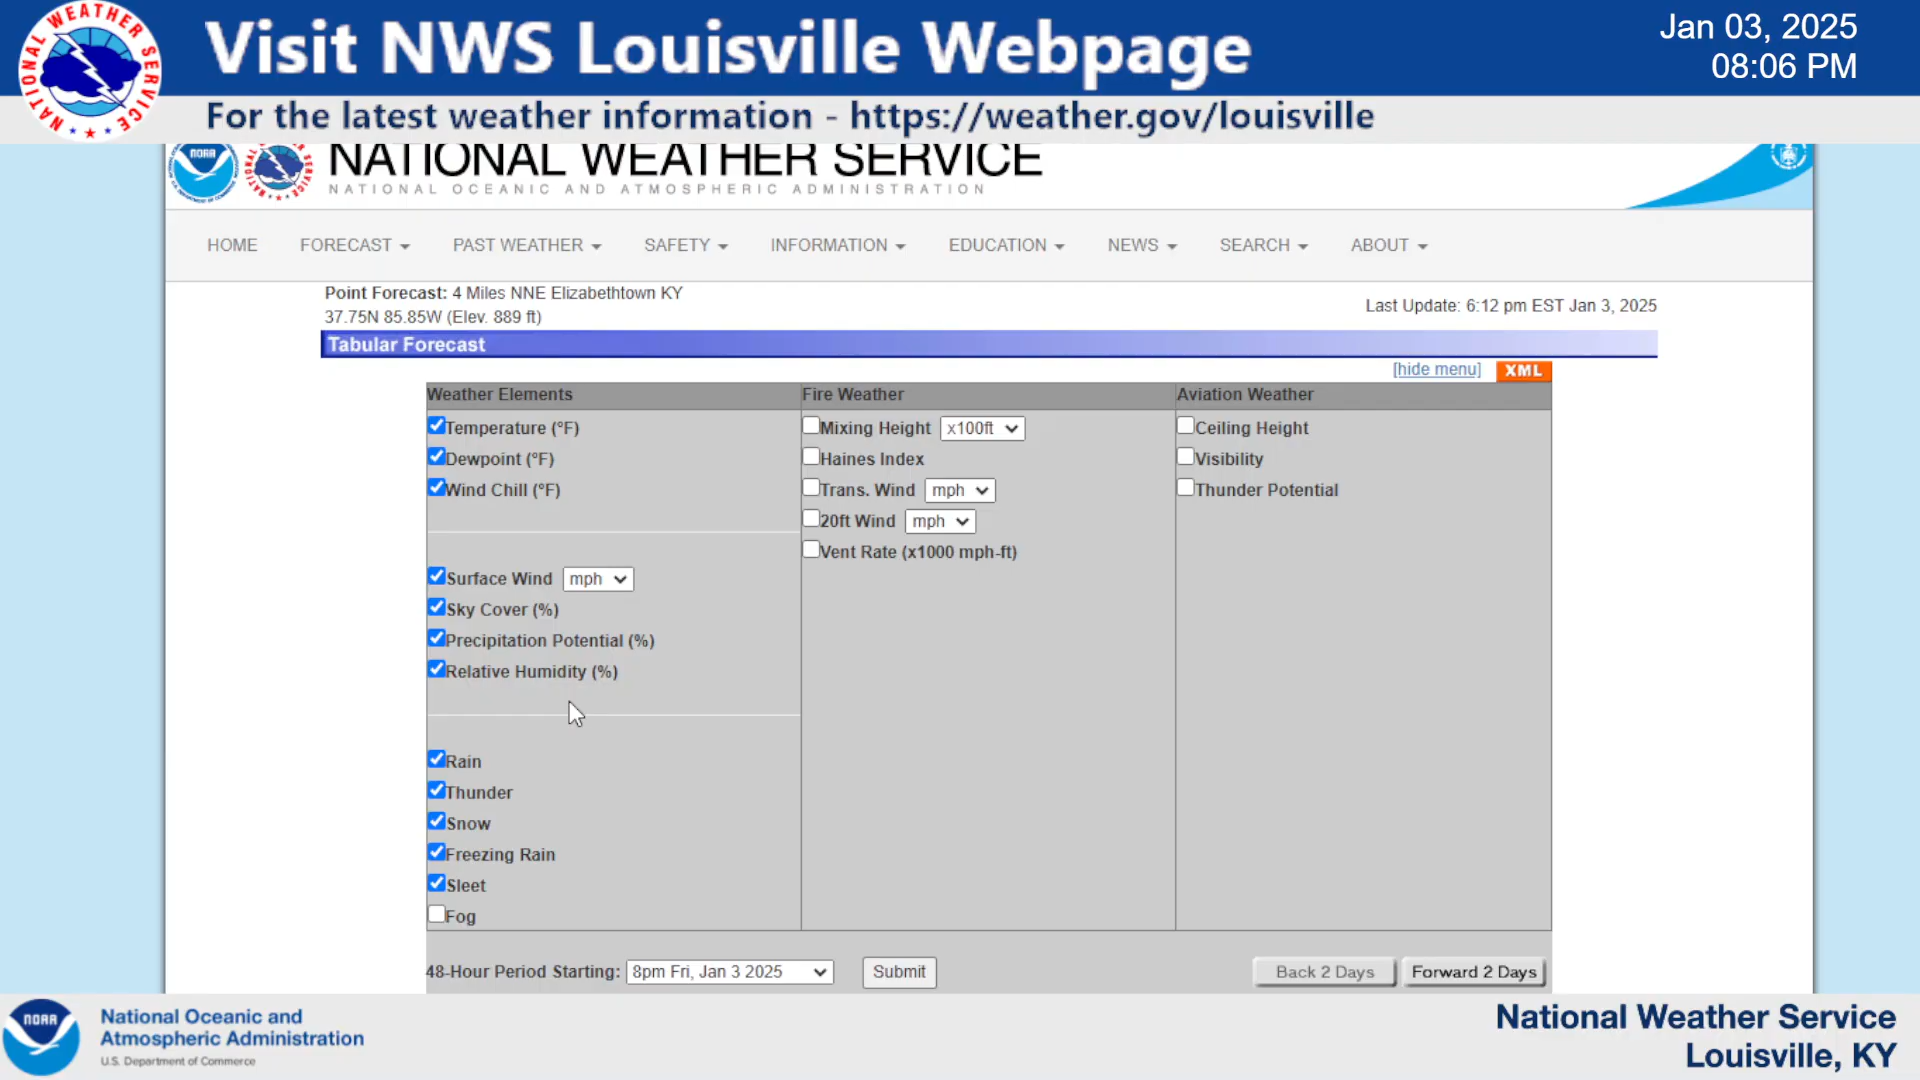 Visit NWS Louisville Webpage
Jan 03, 2025
08:06 PM
For the latest weather information - https://weather.gov/louisville
NATIONAL WEATHER SERVICE
NOAA
NATIONAL WEATHER SERVICE
NATIONAL OCEANIC AND ATMOSPHERIC ADMINISTRATION
HOME FORECAST PAST WEATHER SAFETY INFORMATION EDUCATION NEWS SEARCH ABOUT
Point Forecast: 4 Miles NNE Elizabethtown KY
37.75N 85.85W (Elev. 889 ft)
Last Update: 6:12 pm EST Jan 3, 2025
Tabular Forecast
[hide menu] XML
Weather Elements Fire Weather Aviation Weather
Temperature (°F) Mixing Height x100ft Ceiling Height
Dewpoint (°F) Haines Index Visibility
Wind Chill (°F) Trans. Wind mph Thunder Potential
20ft Wind mph
Vent Rate (x1000 mph-ft)
Surface Wind mph
Sky Cover (%)
Precipitation Potential (%)
Relative Humidity (%)
Rain
Thunder
Snow
Freezing Rain
Sleet
Fog
48-Hour Period Starting: 8pm Fri, Jan 3 2025 Submit Back 2 Days Forward 2 Days
NOAA
National Oceanic and
Atmospheric Administration
U.S. Department of Commerce
National Weather Service
Louisville, KY